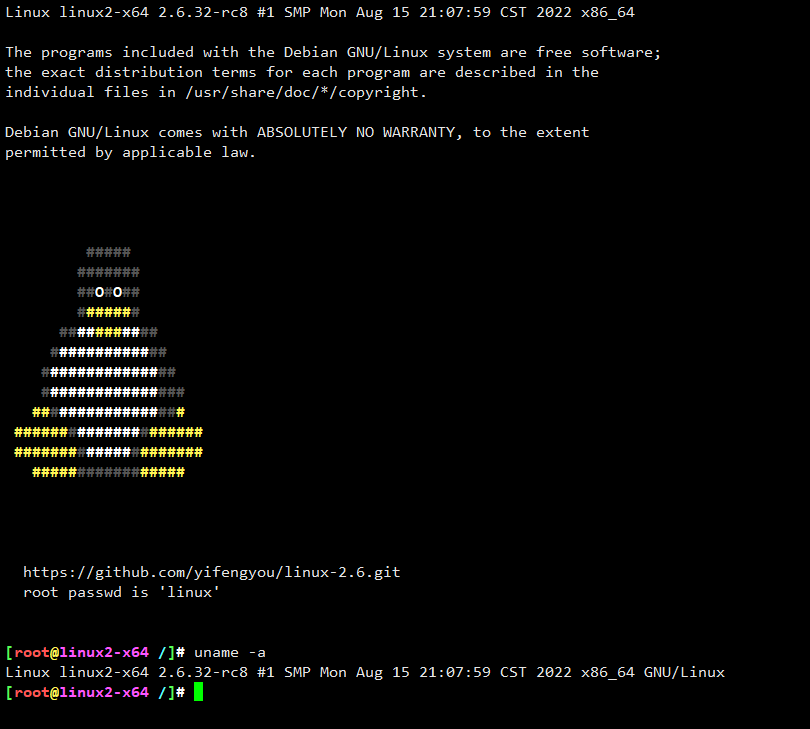 Linux linux2-x64 2.6.32-rc8 #1 SMP Mon Aug 15 21:07:59 CST 2022 x86_64
The programs included with the Debian GNU/Linux system are free software;
the exact distribution terms for each program are described in the
individual files in /usr/share/doc/*/copyright.
Debian GNU/Linux comes with ABSOLUTELY NO WARRANTY, to the extent
permitted by applicable law.
         #####
        #######
        ##O#O##
        #######
      ###########
     #############
    ###############
    ################
   #################
 #####################
 #####################
   #################
https://github.com/yifengyou/linux-2.6.git
root passwd is 'linux'
[root@linux2-x64 /]# uname -a
Linux linux2-x64 2.6.32-rc8 #1 SMP Mon Aug 15 21:07:59 CST 2022 x86_64 GNU/Linux
[root@linux2-x64 /]#